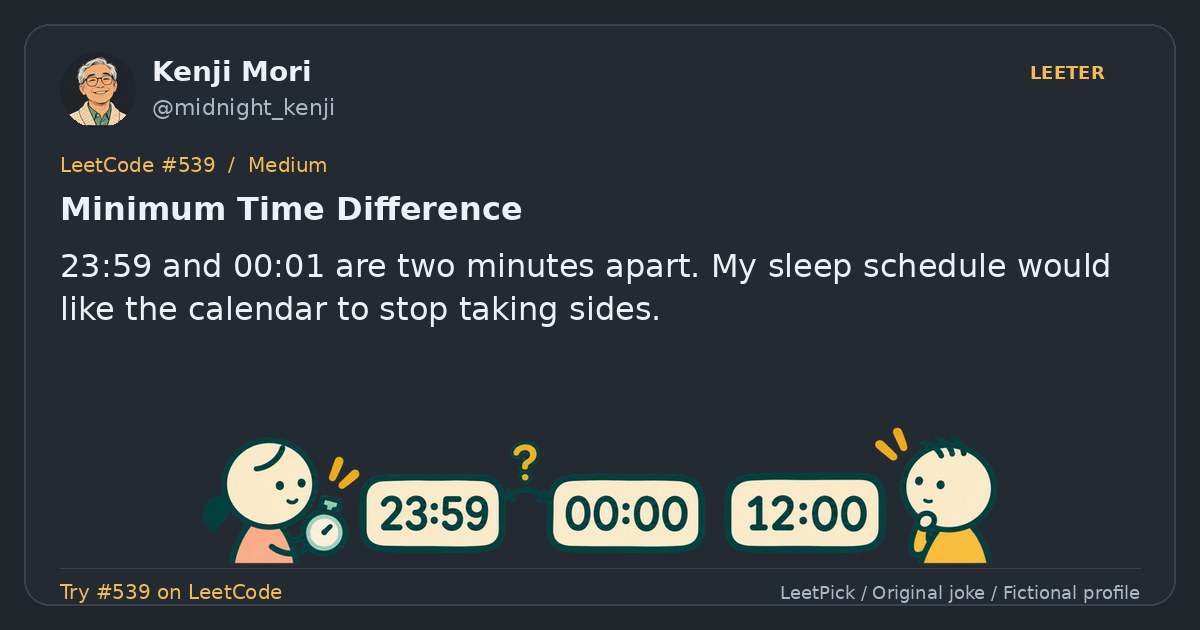 Kenji Mori
@midnight_kenji
LEETER
LeetCode #539 / Medium
Minimum Time Difference
23:59 and 00:01 are two minutes apart. My sleep schedule would
like the calendar to stop taking sides.
?
23:59
00:00
12:00
Try #539 on LeetCode
LeetPick / Original joke / Fictional profile